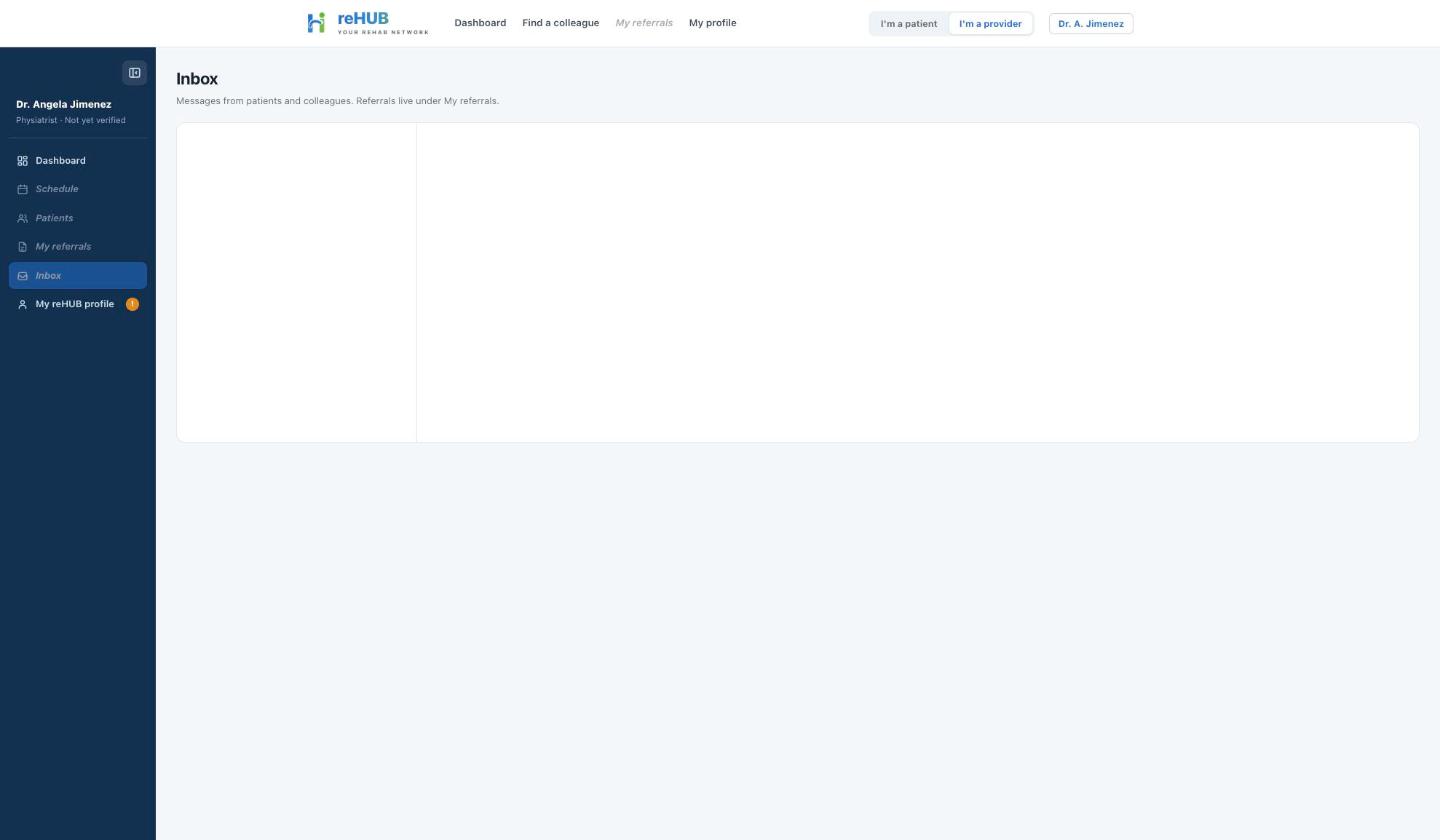 reHUB
YOUR REHAB NETWORK
Dashboard
Find a colleague
My referrals
My profile
I'm a patient
I'm a provider
Dr. A. Jimenez
Dr. Angela Jimenez
Physiatrist · Not yet verified
Dashboard
Schedule
Patients
My referrals
Inbox
My reHUB profile
!
Inbox
Messages from patients and colleagues. Referrals live under My referrals.